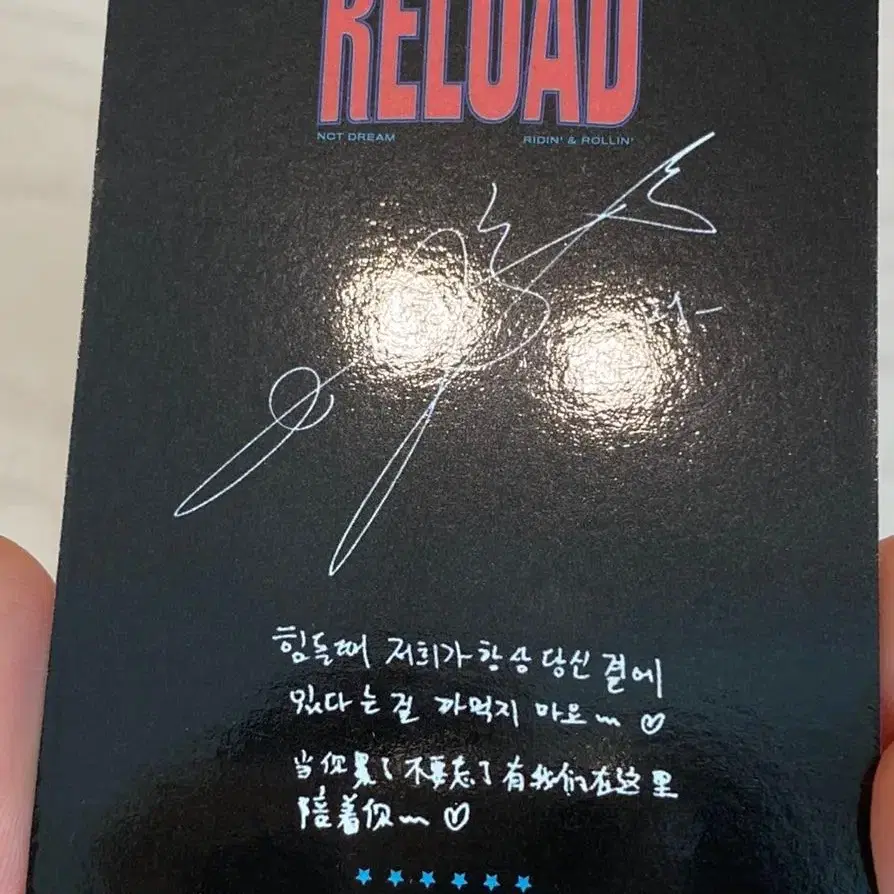 RELOAD
NCT DREAM RIDIN' & ROLLIN'
힘들때 저희가 항상 당신 곁에
있다는걸 까먹지 마요~ ♡
当你累了不要忘了有我们在这里
陪着你~ ♡